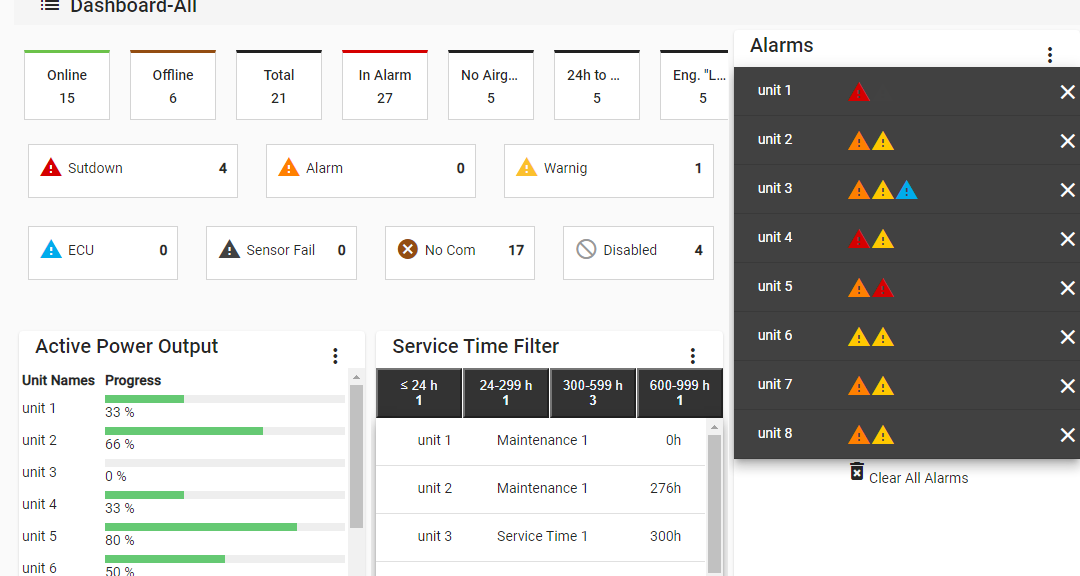 Dashboard-All
Online
15
Offline
6
Total
21
In Alarm
27
No Airg...
5
24h to ...
5
Eng. "L...
5
Sutdown 4
Alarm 0
Warnig 1
ECU 0
Sensor Fail 0
No Com 17
Disabled 4
Active Power Output
Unit Names Progress
unit 1
33 %
unit 2
66 %
unit 3
0 %
unit 4
33 %
unit 5
80 %
unit 6
50 %
Service Time Filter
≤ 24 h
1
24-299 h
1
300-599 h
3
600-999 h
1
unit 1 Maintenance 1 0h
unit 2 Maintenance 1 276h
unit 3 Service Time 1 300h
Alarms
unit 1
unit 2
unit 3
unit 4
unit 5
unit 6
unit 7
unit 8
Clear All Alarms